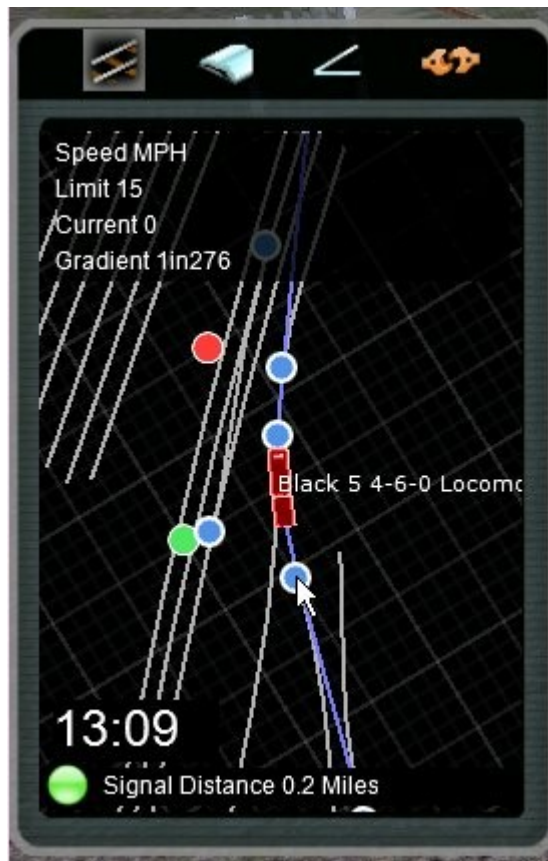 Speed MPH
Limit 15
Current 0
Gradient 1in276
Black 5 4-6-0 Locomo
13:09
Signal Distance 0.2 Miles